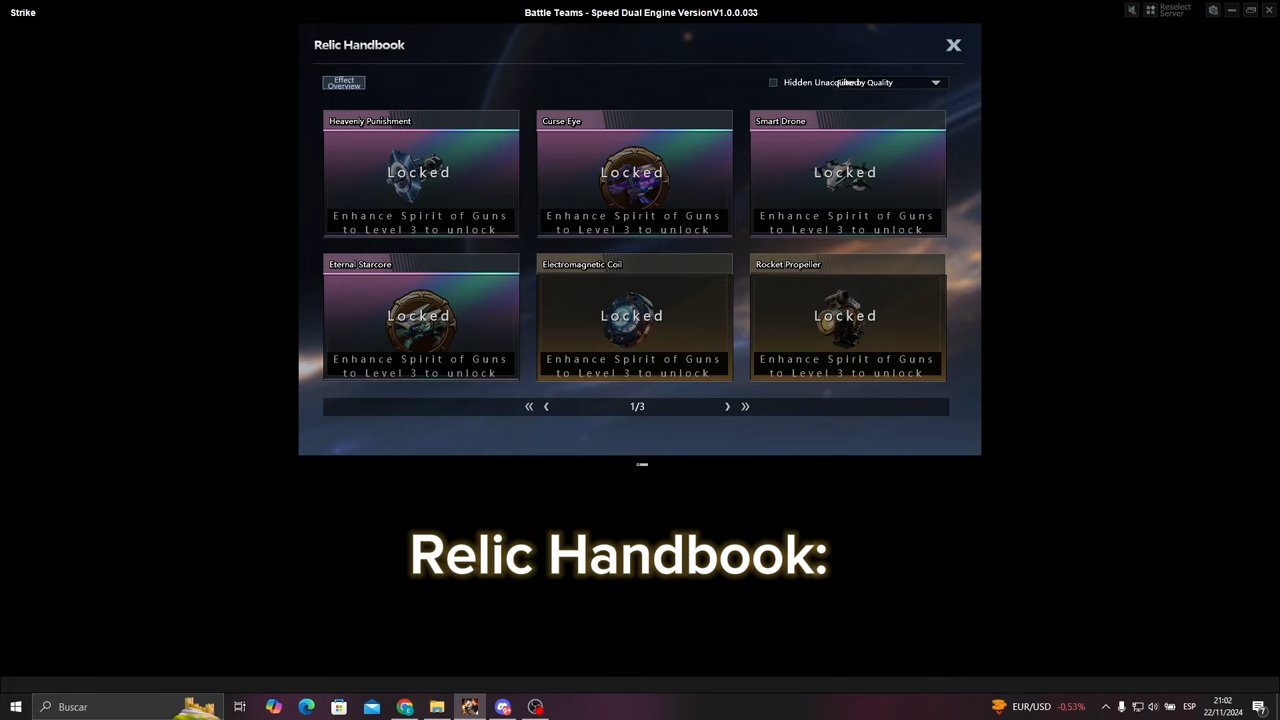 Strike
Battle Teams - Speed Dual Engine VersionV1.0.0.033
Reselect
Server
Relic Handbook
X
Effect
Overview
Hidden Unacquired
Filter by Quality
Heavenly Punishment
Locked
Enhance Spirit of Guns
to Level 3 to unlock
Curse Eye
Locked
Enhance Spirit of Guns
to Level 3 to unlock
Smart Drone
Locked
Enhance Spirit of Guns
to Level 3 to unlock
Eternal Starcore
Locked
Enhance Spirit of Guns
to Level 3 to unlock
Electromagnetic Coil
Locked
Enhance Spirit of Guns
to Level 3 to unlock
Rocket Propeller
Locked
Enhance Spirit of Guns
to Level 3 to unlock
« ‹ 1/3 › »
Relic Handbook:
Buscar
EUR/USD -0,53%
ESP
21:02
22/11/2024